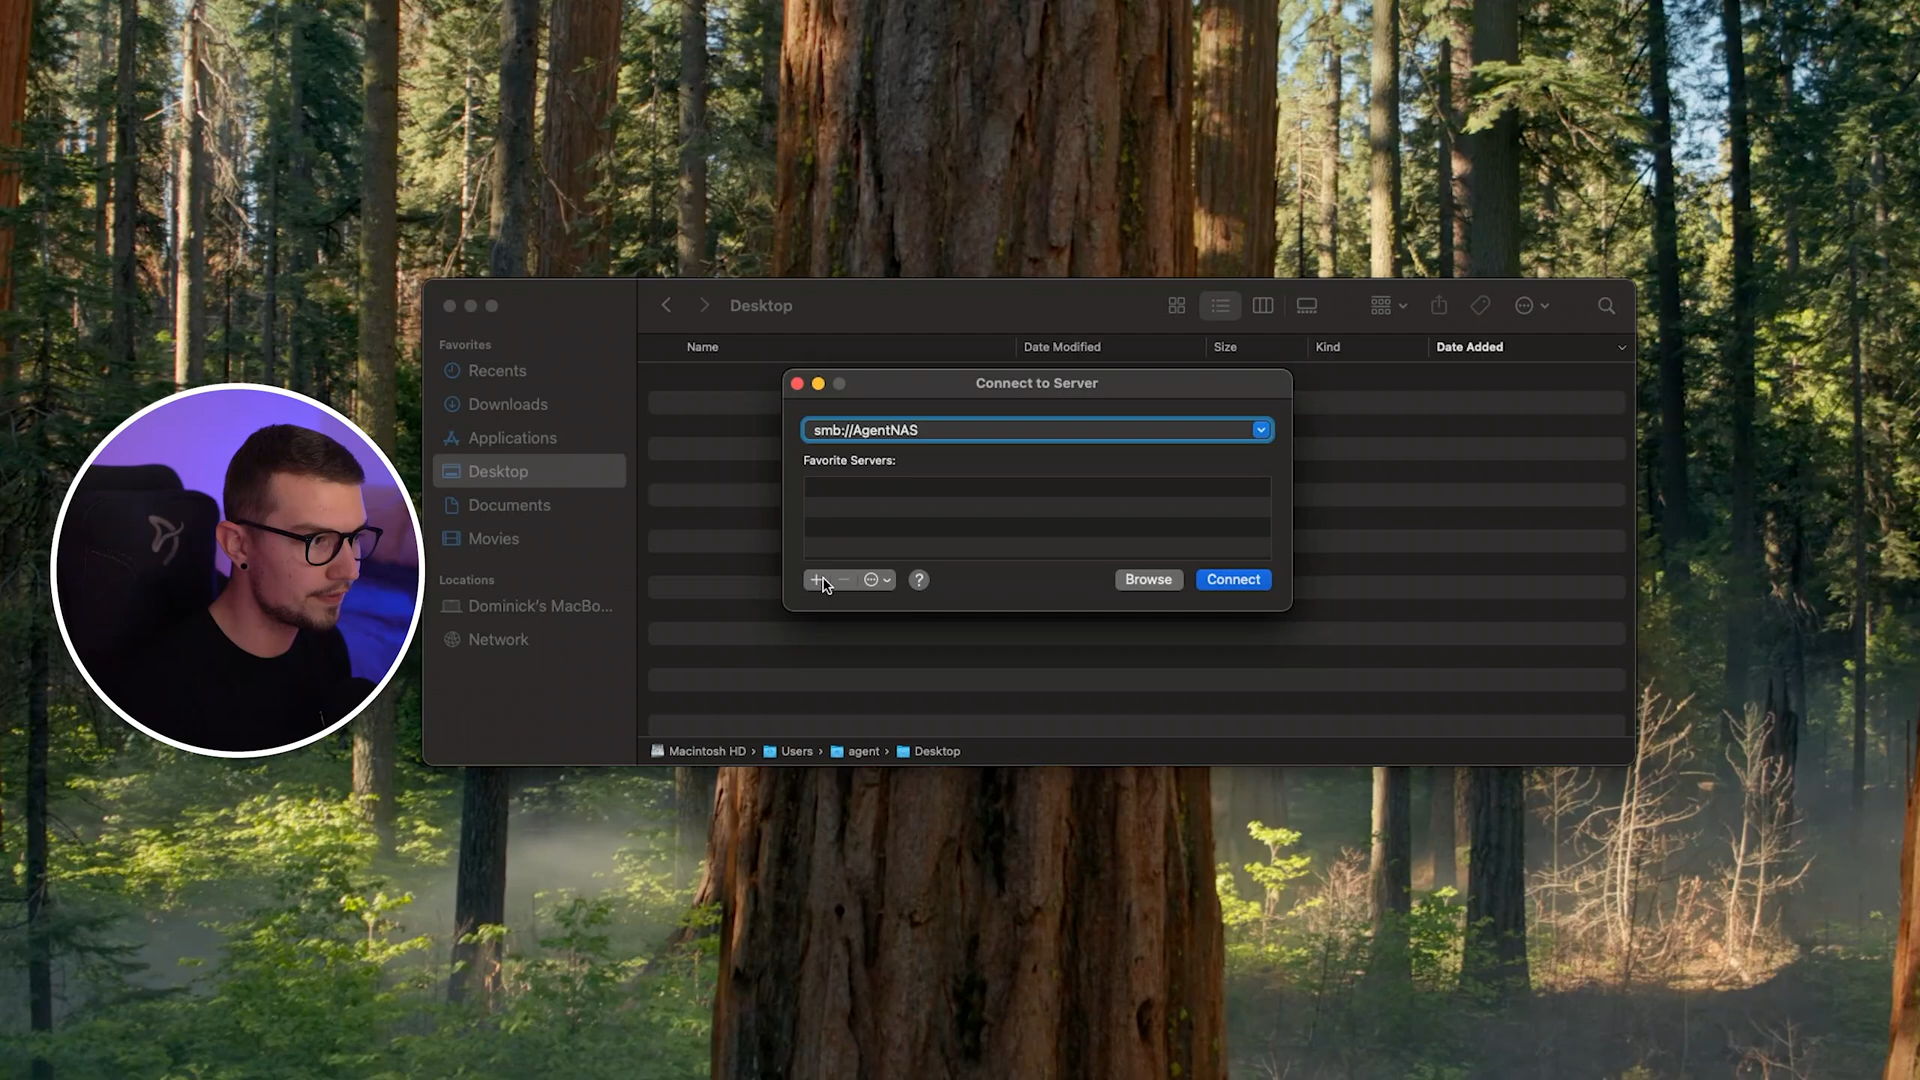 Desktop
Favorites
Recents
Downloads
Applications
Desktop
Documents
Movies
Locations
Dominick's MacBo...
Network
Name
Date Modified
Size
Kind
Date Added
Connect to Server
smb://AgentNAS
Favorite Servers:
?
Browse
Connect
Macintosh HD › Users › agent › Desktop